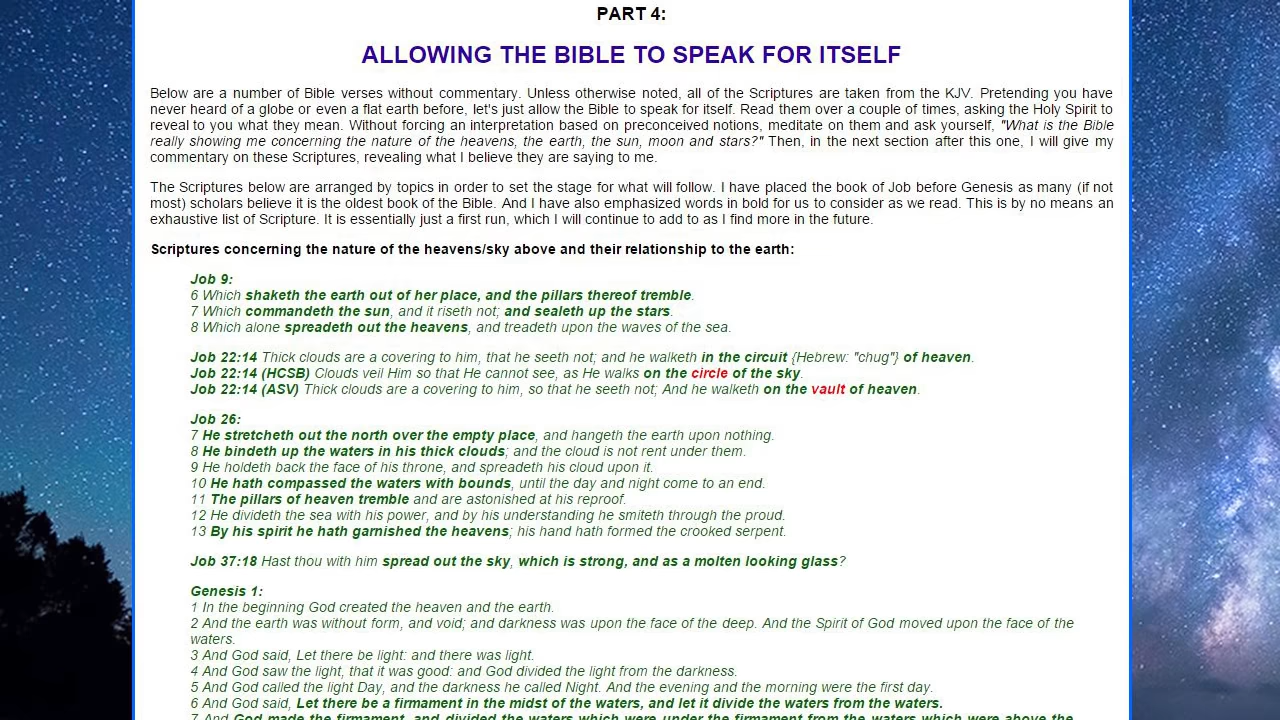 PART 4:
ALLOWING THE BIBLE TO SPEAK FOR ITSELF
Below are a number of Bible verses without commentary. Unless otherwise noted, all of the Scriptures are taken from the KJV. Pretending you have
never heard of a globe or even a flat earth before, let's just allow the Bible to speak for itself. Read them over a couple of times, asking the Holy Spirit to
reveal to you what they mean. Without forcing an interpretation based on preconceived notions, meditate on them and ask yourself, "What is the Bible
really showing me concerning the nature of the heavens, the earth, the sun, moon and stars?" Then, in the next section after this one, I will give my
commentary on these Scriptures, revealing what I believe they are saying to me.
The Scriptures below are arranged by topics in order to set the stage for what will follow. I have placed the book of Job before Genesis as many (if not
most) scholars believe it is the oldest book of the Bible. And I have also emphasized words in bold for us to consider as we read. This is by no means an
exhaustive list of Scripture. It is essentially just a first run, which I will continue to add to as I find more in the future.
Scriptures concerning the nature of the heavens/sky above and their relationship to the earth:
Job 9:
6 Which shaketh the earth out of her place, and the pillars thereof tremble.
7 Which commandeth the sun, and it riseth not; and sealeth up the stars.
8 Which alone spreadeth out the heavens, and treadeth upon the waves of the sea.
Job 22:14 Thick clouds are a covering to him, that he seeth not; and he walketh in the circuit {Hebrew: "chug"} of heaven.
Job 22:14 (HCSB) Clouds veil Him so that He cannot see, as He walks on the circle of the sky.
Job 22:14 (ASV) Thick clouds are a covering to him, so that he seeth not; And he walketh on the vault of heaven.
Job 26:
7 He stretcheth out the north over the empty place, and hangeth the earth upon nothing.
8 He bindeth up the waters in his thick clouds; and the cloud is not rent under them.
9 He holdeth back the face of his throne, and spreadeth his cloud upon it.
10 He hath compassed the waters with bounds, until the day and night come to an end.
11 The pillars of heaven tremble and are astonished at his reproof.
12 He divideth the sea with his power, and by his understanding he smiteth through the proud.
13 By his spirit he hath garnished the heavens; his hand hath formed the crooked serpent.
Job 37:18 Hast thou with him spread out the sky, which is strong, and as a molten looking glass?
Genesis 1:
1 In the beginning God created the heaven and the earth.
2 And the earth was without form, and void; and darkness was upon the face of the deep. And the Spirit of God moved upon the face of the
waters.
3 And God said, Let there be light: and there was light.
4 And God saw the light, that it was good: and God divided the light from the darkness.
5 And God called the light Day, and the darkness he called Night. And the evening and the morning were the first day.
6 And God said, Let there be a firmament in the midst of the waters, and let it divide the waters from the waters.
7 And God made the firmament, and divided the waters which were under the firmament from the waters which were above the